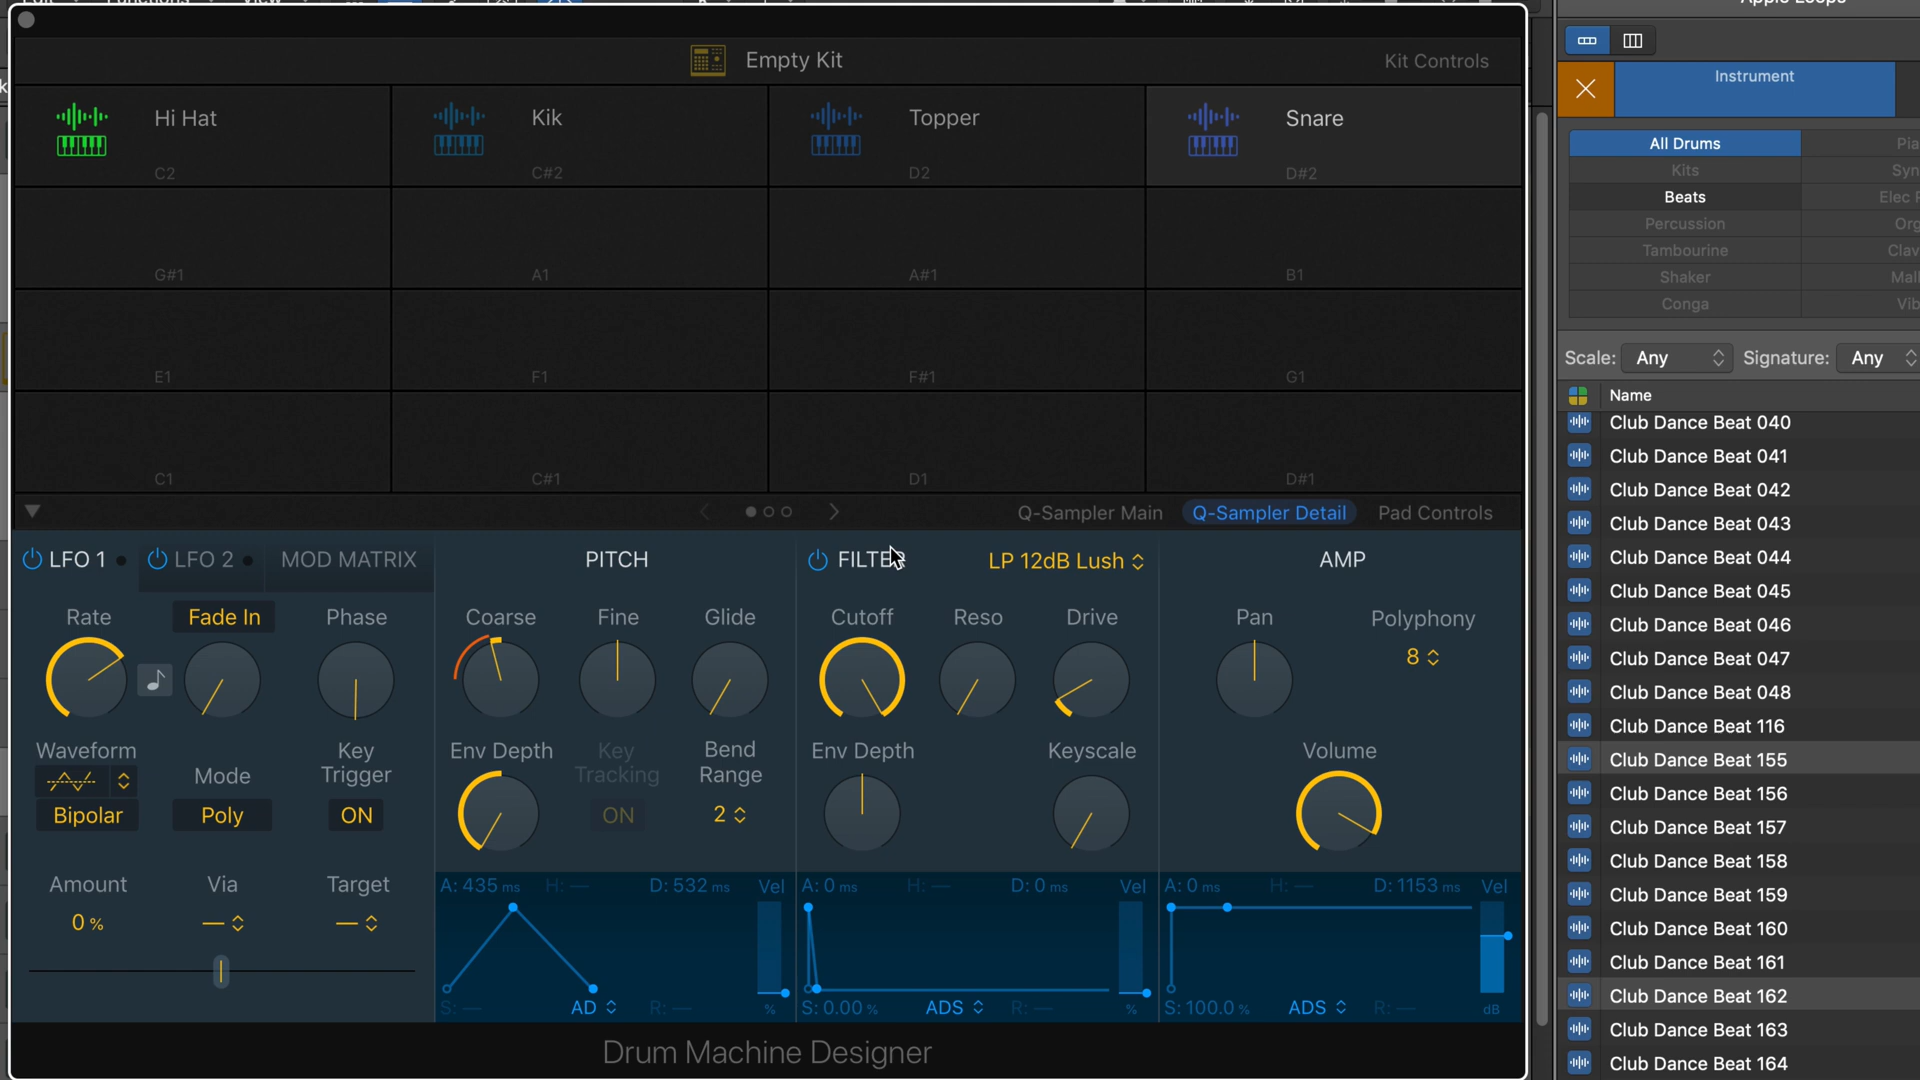 Apple Loops
Empty Kit
Kit Controls
Instrument
Hi Hat
C2
Kik
C#2
Topper
D2
Snare
D#2
All Drums
Kits
Beats
Percussion
Tambourine
Shaker
Conga
G#1
A1
A#1
B1
E1
F1
F#1
G1
C1
C#1
D1
D#1
Scale: Any
Signature: Any
Name
Club Dance Beat 040
Club Dance Beat 041
Club Dance Beat 042
Club Dance Beat 043
Club Dance Beat 044
Club Dance Beat 045
Club Dance Beat 046
Club Dance Beat 047
Club Dance Beat 048
Club Dance Beat 116
Club Dance Beat 155
Club Dance Beat 156
Club Dance Beat 157
Club Dance Beat 158
Club Dance Beat 159
Club Dance Beat 160
Club Dance Beat 161
Club Dance Beat 162
Club Dance Beat 163
Club Dance Beat 164
Q-Sampler Main
Q-Sampler Detail
Pad Controls
LFO 1
LFO 2
MOD MATRIX
Rate
Fade In
Phase
Waveform
Bipolar
Mode
Poly
Key
Trigger
ON
Amount
0 %
Via
—
Target
—
PITCH
Coarse
Fine
Glide
Env Depth
Key
Tracking
ON
Bend
Range
2
A: 435 ms
H: —
D: 532 ms
Vel
S: —
AD
R: —
%
FILTER
LP 12dB Lush
Cutoff
Reso
Drive
Env Depth
Keyscale
A: 0 ms
H: —
D: 0 ms
Vel
S: 0.00 %
ADS
R: —
%
AMP
Pan
Polyphony
8
Volume
A: 0 ms
H: —
D: 1153 ms
Vel
S: 100.0 %
ADS
R: —
dB
Drum Machine Designer